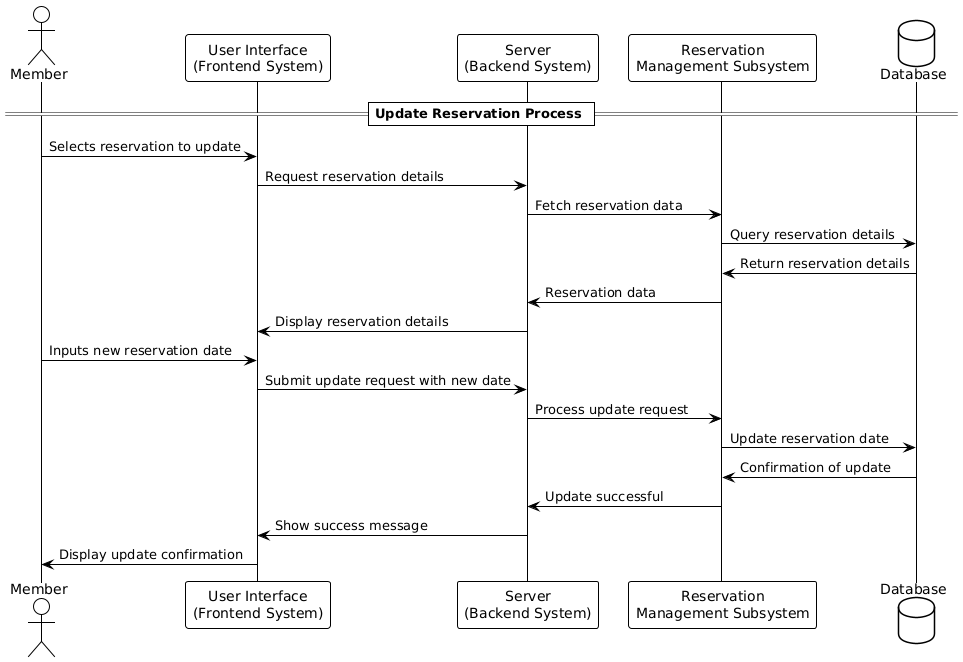 Member
User Interface
(Frontend System)
Server
(Backend System)
Reservation
Management Subsystem
Database
Update Reservation Process
Selects reservation to update
Request reservation details
Fetch reservation data
Query reservation details
Return reservation details
Reservation data
Display reservation details
Inputs new reservation date
Submit update request with new date
Process update request
Update reservation date
Confirmation of update
Update successful
Show success message
Display update confirmation
Member
User Interface
(Frontend System)
Server
(Backend System)
Reservation
Management Subsystem
Database